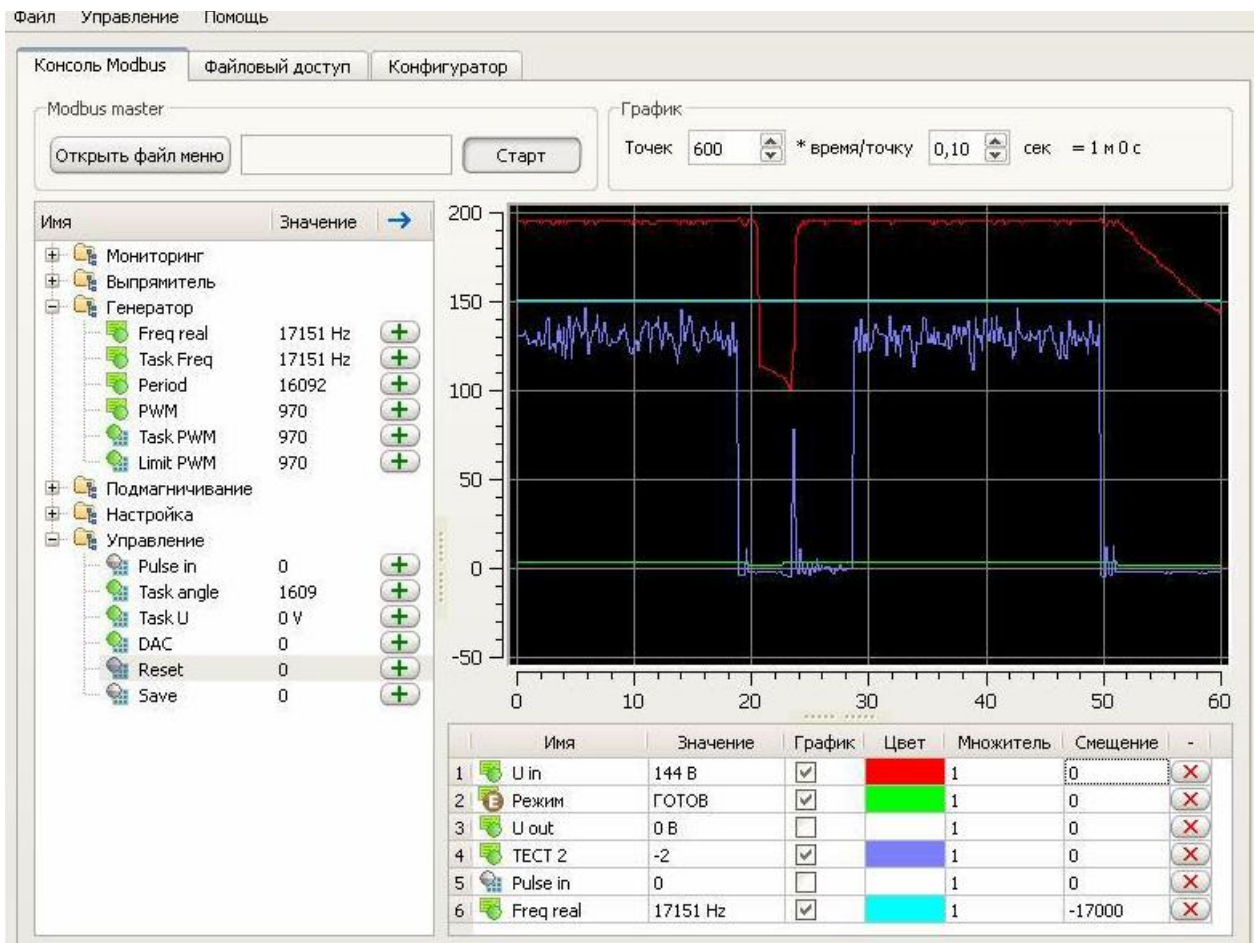 Файл Управление Помощь
Консоль Modbus Файловый доступ Конфигуратор
Modbus master
Открыть файл меню Старт
График
Точек 600 * время/точку 0,10 сек = 1 м 0 с
Имя Значение
Мониторинг
Выпрямитель
Генератор
Freq real 17151 Hz
Task Freq 17151 Hz
Period 16092
PWM 970
Task PWM 970
Limit PWM 970
Подмагничивание
Настройка
Управление
Pulse in 0
Task angle 1609
Task U 0 V
DAC 0
Reset 0
Save 0
200
150
100
50
0
-50
0 10 20 30 40 50 60
Имя Значение График Цвет Множитель Смещение -
1 U in 144 В 1 0
2 Е Режим ГОТОВ 1 0
3 U out 0 В 1 0
4 ТЕСТ 2 -2 1 0
5 Pulse in 0 1 0
6 Freq real 17151 Hz 1 -17000